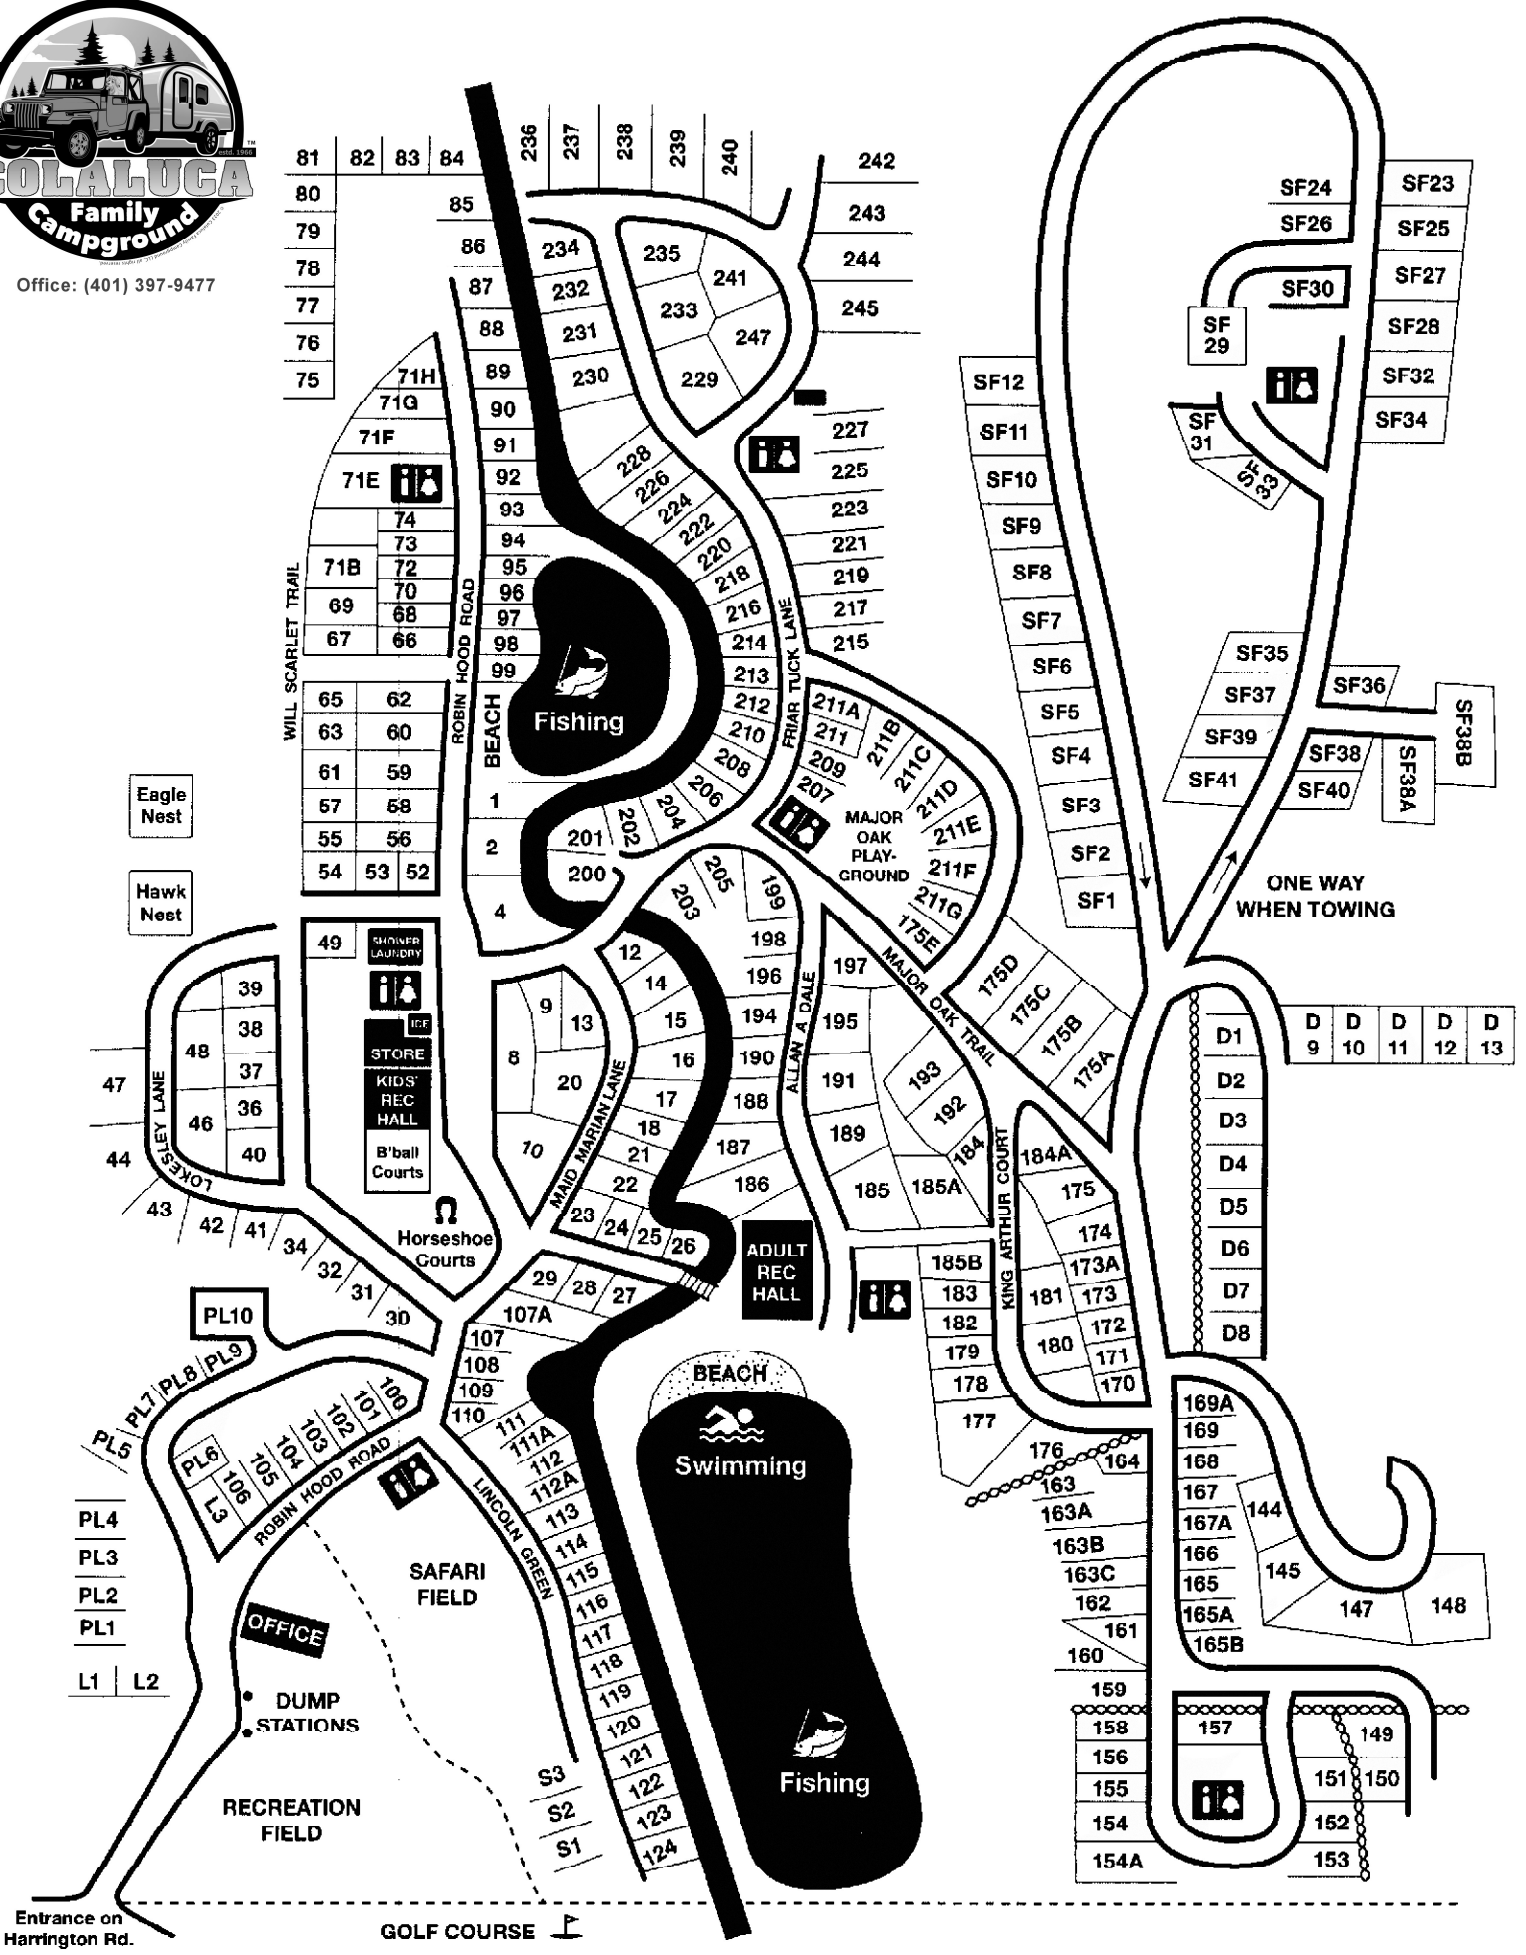 COLALUCA
Family
Campground
estd. 1966
TM
Office: (401) 397-9477
81
82
83
84
80
79
78
77
76
75
85
86
87
88
89
90
91
92
93
94
95
96
97
98
99
BEACH
1
2
4
71H
71G
71F
71E
74
73
71B
72
70
69
68
67
66
WILL SCARLET TRAIL
ROBIN HOOD ROAD
65
62
63
60
61
59
57
58
55
56
54
53
52
Eagle
Nest
Hawk
Nest
236
237
238
239
240
242
243
244
245
234
232
231
230
235
241
233
247
229
228
226
224
222
220
218
216
214
213
212
210
208
206
204
202
201
200
227
225
223
221
219
217
215
FRIAR TUCK LANE
Fishing
211A
211
209
207
211B
211C
211D
211E
211F
211G
175E
MAJOR
OAK
PLAY-
GROUND
MAJOR OAK TRAIL
175D
175C
175B
175A
SF24
SF26
SF30
SF
29
SF23
SF25
SF27
SF28
SF32
SF34
SF
31
SF
33
SF12
SF11
SF10
SF9
SF8
SF7
SF6
SF5
SF4
SF3
SF2
SF1
SF35
SF37
SF39
SF41
SF36
SF38
SF40
SF38A
SF38B
ONE WAY
WHEN TOWING
D1
D2
D3
D4
D5
D6
D7
D8
D
9
D
10
D
11
D
12
D
13
49
SHOWER
LAUNDRY
ICE
STORE
KIDS'
REC
HALL
B'ball
Courts
Horseshoe
Courts
39
38
48
37
36
46
40
47
44
43
42
41
34
32
31
30
LOKESLEY LANE
9
13
8
20
10
MAID MARIAN LANE
12
14
15
16
17
18
21
22
23
24
25
26
29
28
27
203
205
199
198
196
194
190
188
187
186
ALLAN A DALE
197
195
191
189
185
193
192
184
185A
184A
ADULT
REC
HALL
KING ARTHUR COURT
185B
183
182
179
178
177
181
180
175
174
173A
173
172
171
170
176
164
163
163A
163B
163C
162
161
160
159
158
156
155
154
154A
157
169A
169
168
167
167A
166
165
165A
165B
144
145
147
148
149
151
150
152
153
PL10
PL9
PL8
PL7
PL5
PL6
PL4
PL3
PL2
PL1
L1
L2
L3
106
105
104
103
102
101
100
ROBIN HOOD ROAD
107A
107
108
109
110
111
111A
112
112A
113
114
115
116
117
118
119
120
121
122
123
124
LINCOLN GREEN
S3
S2
S1
SAFARI
FIELD
OFFICE
DUMP
STATIONS
RECREATION
FIELD
BEACH
Swimming
Fishing
Entrance on
Harrington Rd.
GOLF COURSE